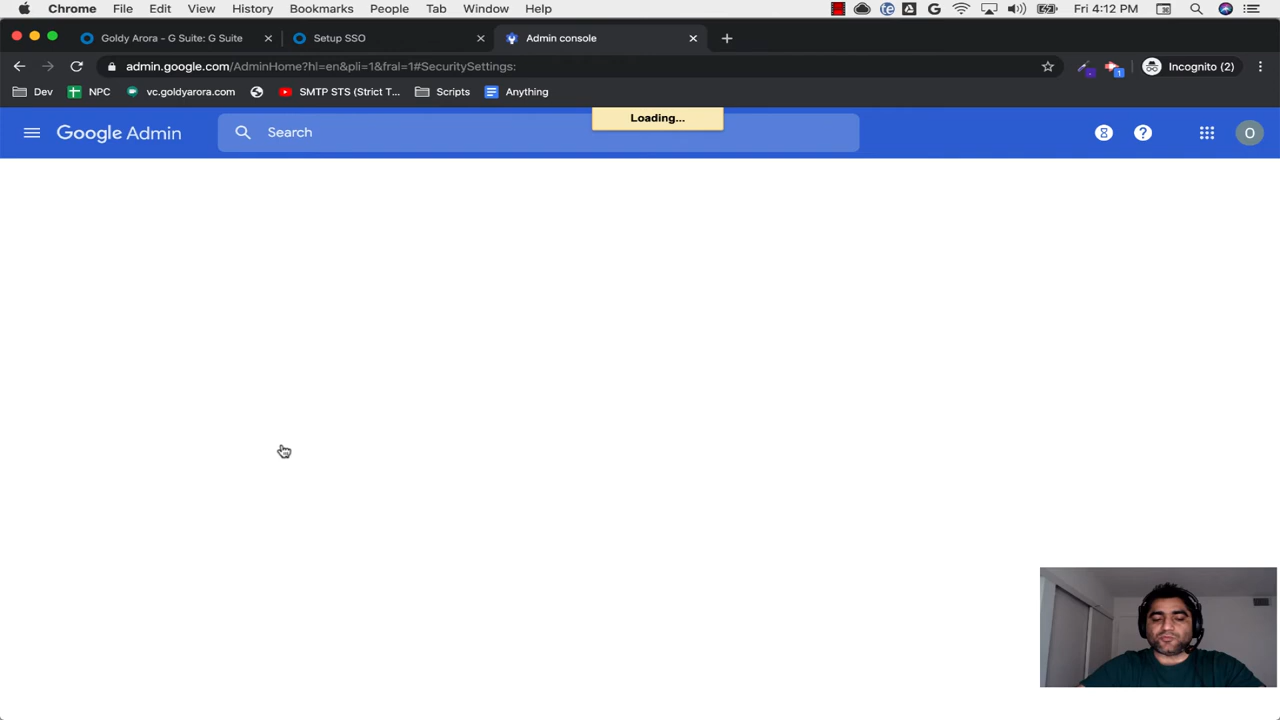 Chrome File Edit View History Bookmarks People Tab Window Help Fri 4:12 PM
Goldy Arora - G Suite: G Suite Setup SSO Admin console
admin.google.com/AdminHome?hl=en&pli=1&fral=1#SecuritySettings: Incognito (2)
Dev NPC vc.goldyarora.com SMTP STS (Strict T... Scripts Anything
Loading...
Google Admin Search O